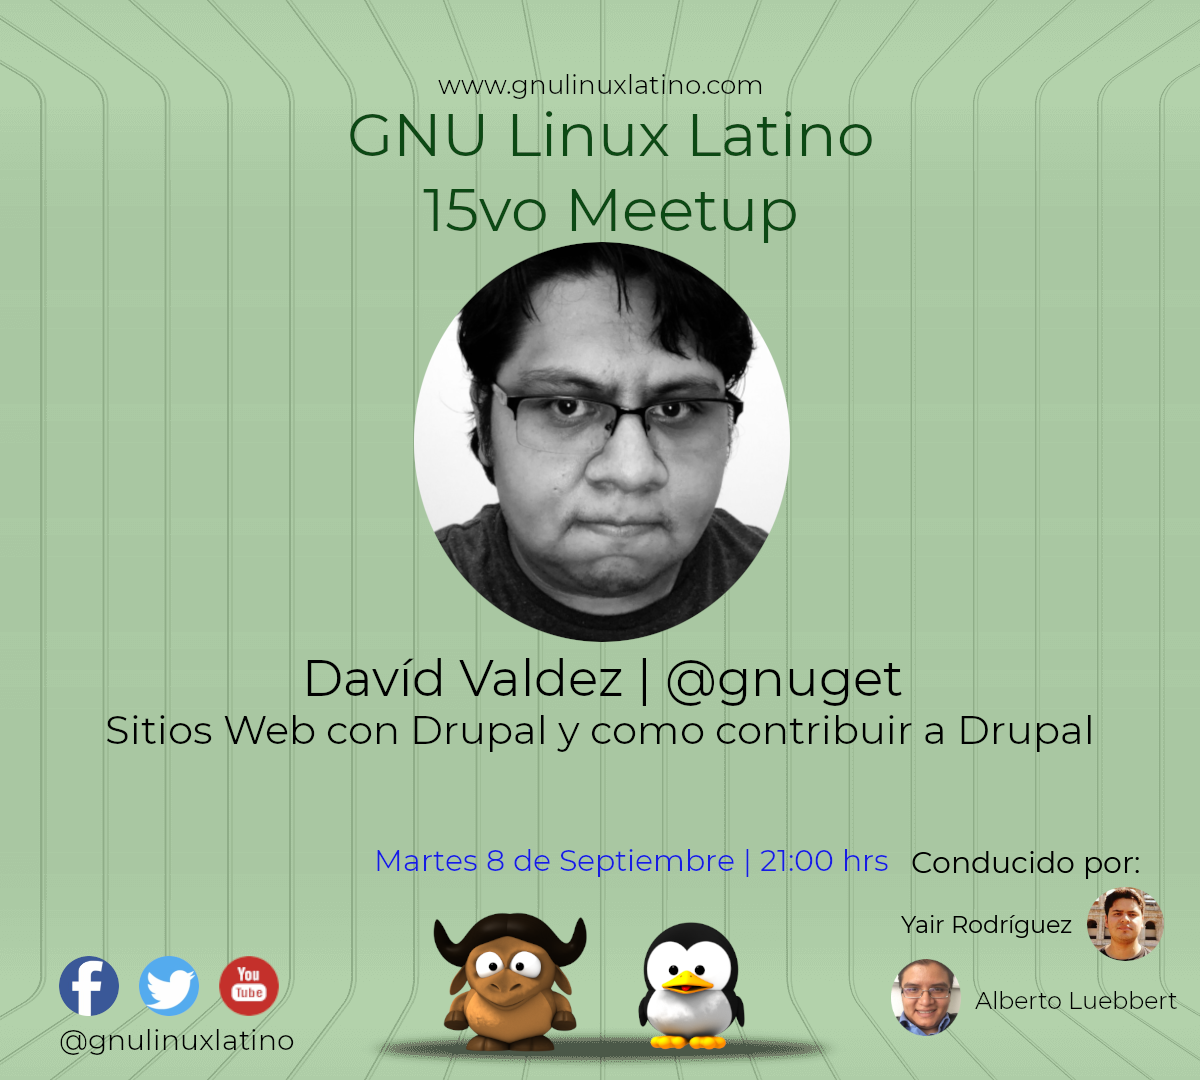 www.gnulinuxlatino.com
GNU Linux Latino
15vo Meetup
Davíd Valdez | @gnuget
Sitios Web con Drupal y como contribuir a Drupal
Martes 8 de Septiembre | 21:00 hrs
Conducido por:
Yair Rodríguez
Alberto Luebbert
You
Tube
@gnulinuxlatino